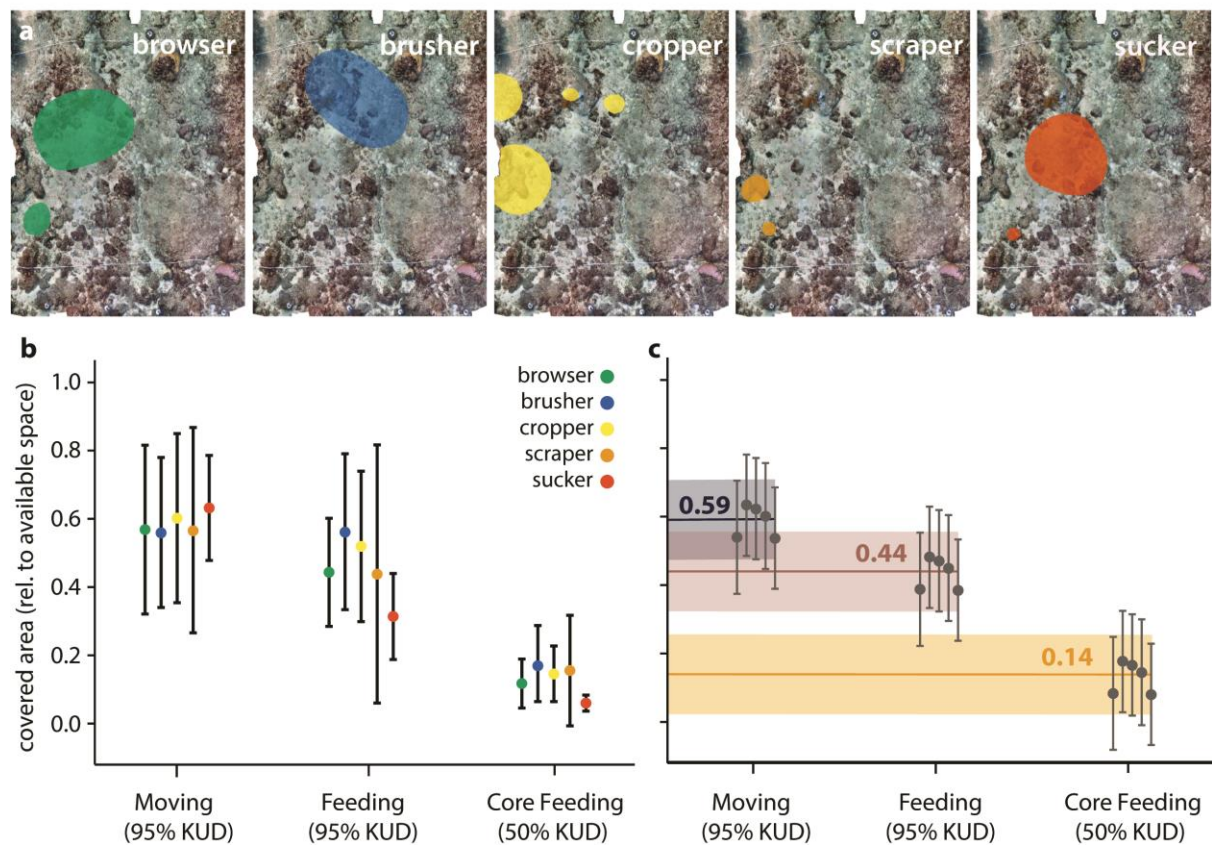 a
browser
brusher
cropper
scraper
sucker
b
c
covered area (rel. to available space)
1.0
0.8
0.6
0.4
0.2
0.0
browser
brusher
cropper
scraper
sucker
0.59
0.44
0.14
Moving
(95% KUD)
Feeding
(95% KUD)
Core Feeding
(50% KUD)
Moving
(95% KUD)
Feeding
(95% KUD)
Core Feeding
(50% KUD)